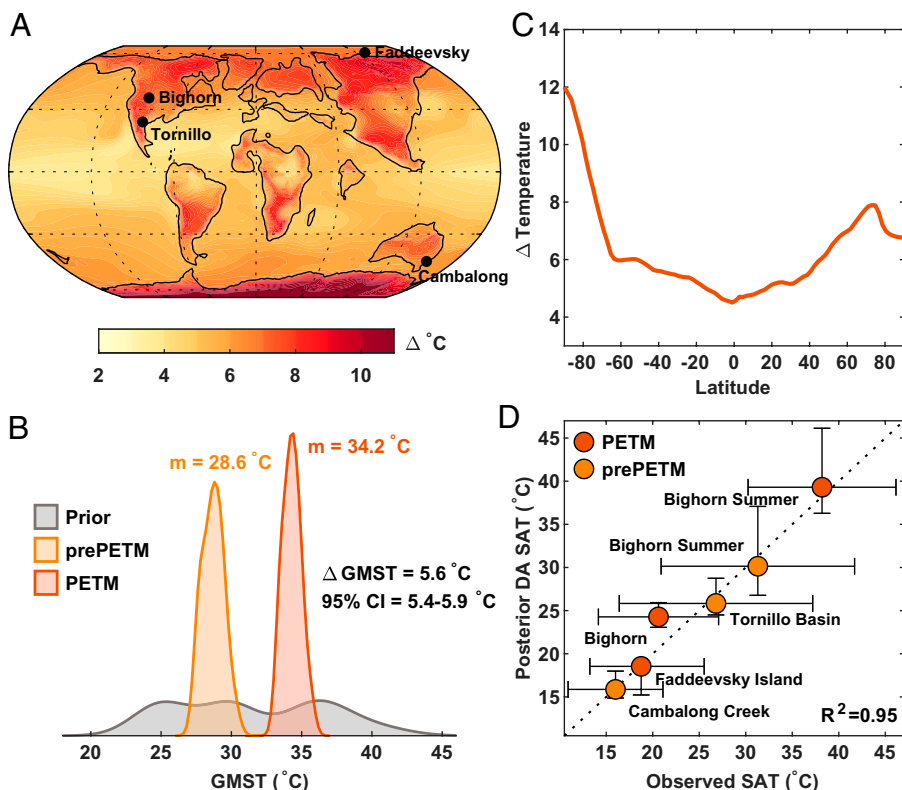 A
Faddeevsky
Bighorn
Tornillo
Cambalong
Δ °C
2 4 6 8 10
B
m = 28.6 °C
m = 34.2 °C
Prior
prePETM
PETM
Δ GMST = 5.6 °C
95% CI = 5.4-5.9 °C
20 25 30 35 40 45
GMST (°C)
C
14
12
10
8
6
4
Δ Temperature
-80 -60 -40 -20 0 20 40 60 80
Latitude
D
PETM
prePETM
45
40
35
30
25
20
15
Posterior DA SAT (°C)
Bighorn Summer
Bighorn Summer
Tornillo Basin
Bighorn
Faddeevsky Island
Cambalong Creek
R²=0.95
15 20 25 30 35 40 45
Observed SAT (°C)